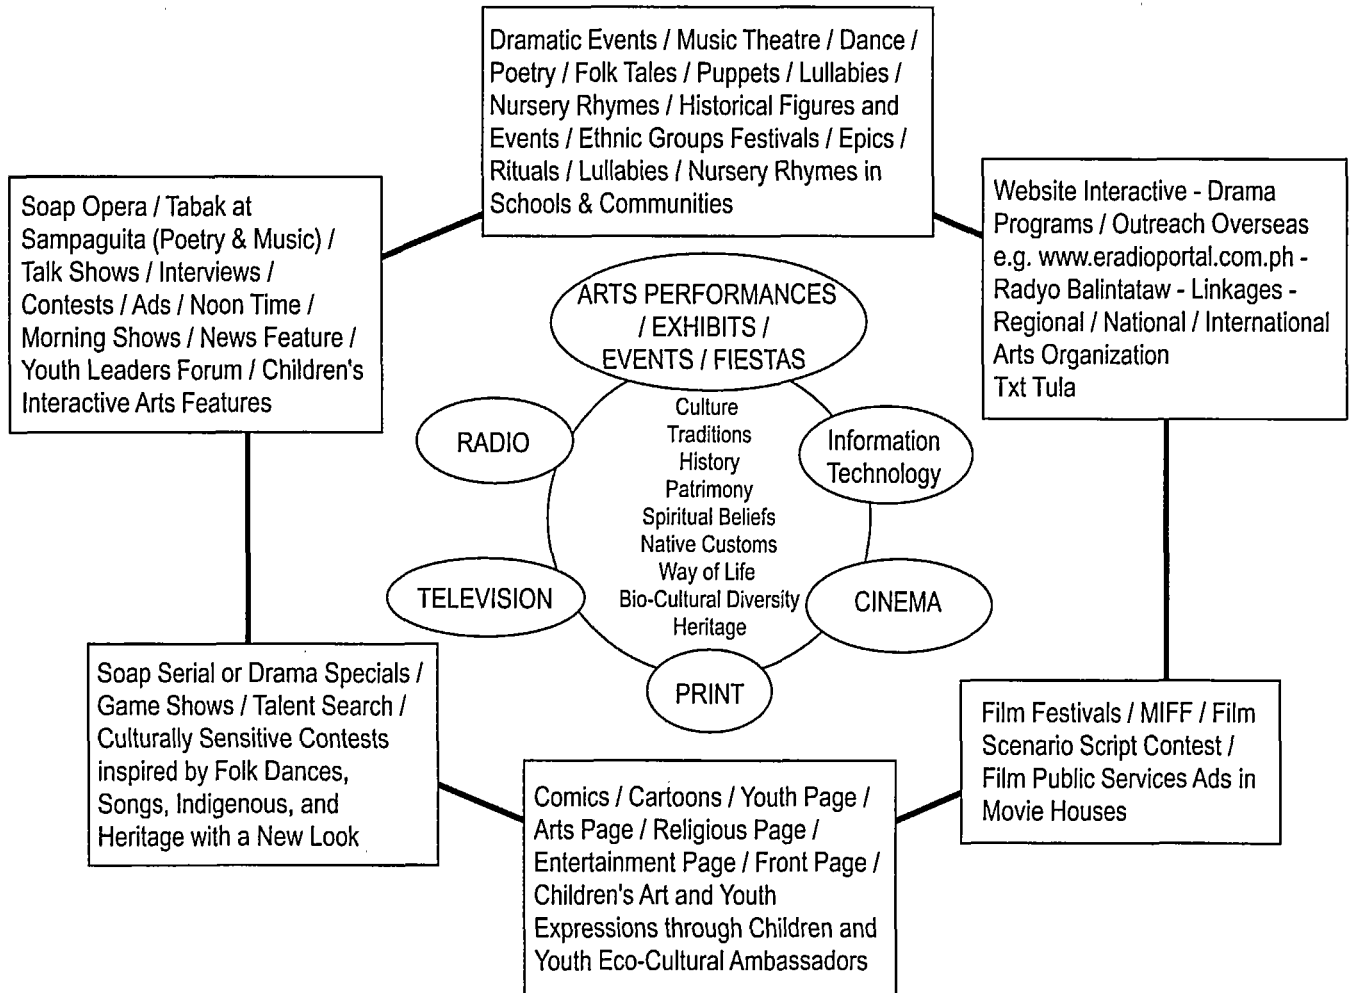 Dramatic Events / Music Theatre / Dance /
Poetry / Folk Tales / Puppets / Lullabies /
Nursery Rhymes / Historical Figures and
Events / Ethnic Groups Festivals / Epics /
Rituals / Lullabies / Nursery Rhymes in
Schools & Communities
Soap Opera / Tabak at
Sampaguita (Poetry & Music) /
Talk Shows / Interviews /
Contests / Ads / Noon Time /
Morning Shows / News Feature /
Youth Leaders Forum / Children's
Interactive Arts Features
Website Interactive - Drama
Programs / Outreach Overseas
e.g. www.eradioportal.com.ph -
Radyo Balintataw - Linkages -
Regional / National / International
Arts Organization
Txt Tula
ARTS PERFORMANCES
/ EXHIBITS /
EVENTS / FIESTAS
RADIO
Information
Technology
Culture
Traditions
History
Patrimony
Spiritual Beliefs
Native Customs
Way of Life
Bio-Cultural Diversity
Heritage
TELEVISION
CINEMA
PRINT
Soap Serial or Drama Specials /
Game Shows / Talent Search /
Culturally Sensitive Contests
inspired by Folk Dances,
Songs, Indigenous, and
Heritage with a New Look
Comics / Cartoons / Youth Page /
Arts Page / Religious Page /
Entertainment Page / Front Page /
Children's Art and Youth
Expressions through Children and
Youth Eco-Cultural Ambassadors
Film Festivals / MIFF / Film
Scenario Script Contest /
Film Public Services Ads in
Movie Houses